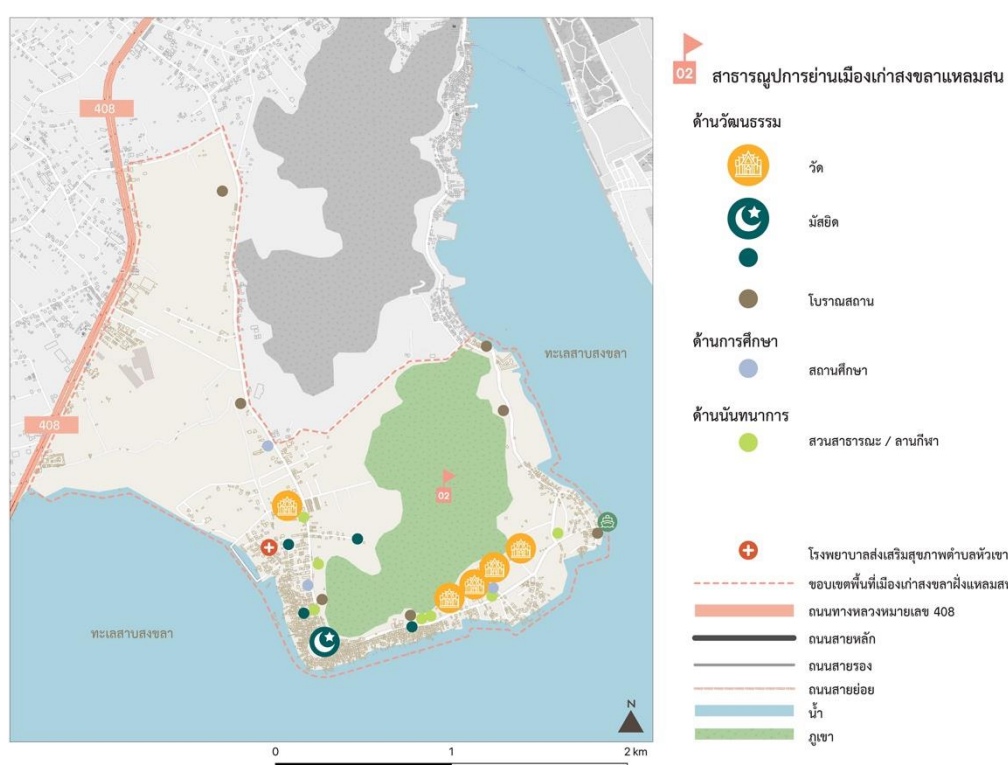 408
408
ทะเลสาบสงขลา
02
ทะเลสาบสงขลา
N
0 1 2 km
02 สาธารณูปการย่านเมืองเก่าสงขลาแหลมสน
ด้านวัฒนธรรม
วัด
มัสยิด
โบราณสถาน
ด้านการศึกษา
สถานศึกษา
ด้านนันทนาการ
สวนสาธารณะ / ลานกีฬา
โรงพยาบาลส่งเสริมสุขภาพตำบลหัวเขา
ขอบเขตพื้นที่เมืองเก่าสงขลาฝั่งแหลมสน
ถนนทางหลวงหมายเลข 408
ถนนสายหลัก
ถนนสายรอง
ถนนสายย่อย
น้ำ
ภูเขา